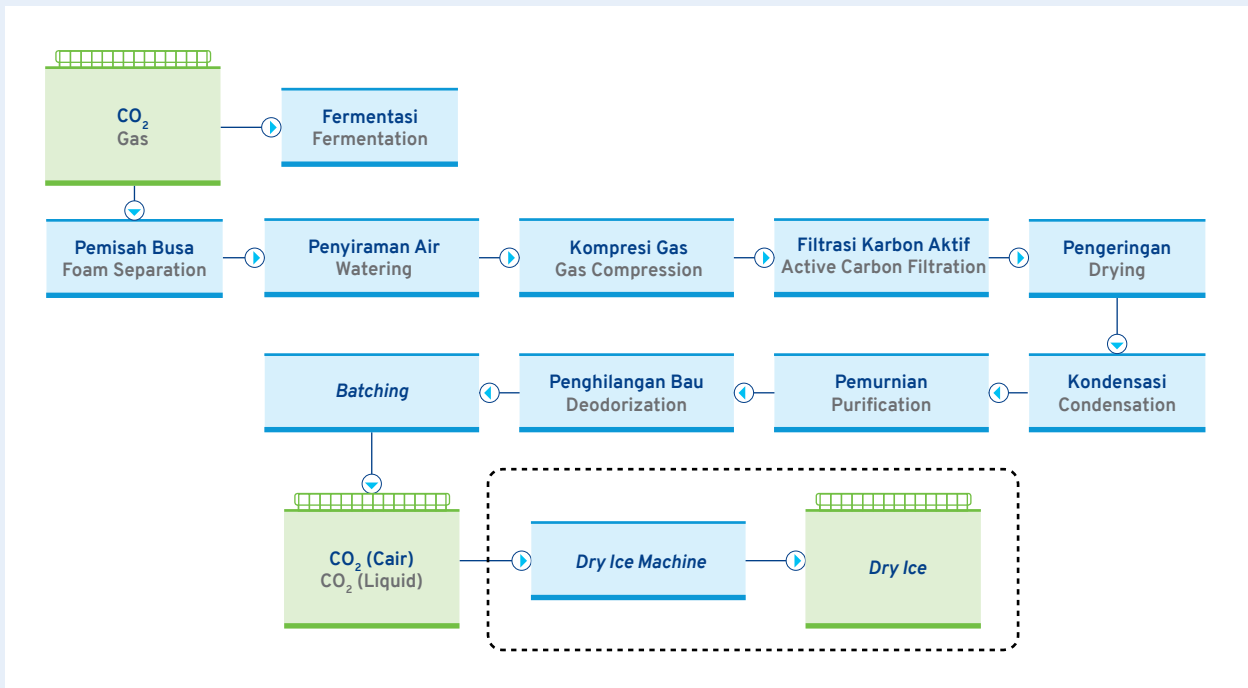 CO₂
Gas
Fermentasi
Fermentation
Pemisah Busa
Foam Separation
Penyiraman Air
Watering
Kompresi Gas
Gas Compression
Filtrasi Karbon Aktif
Active Carbon Filtration
Pengeringan
Drying
Kondensasi
Condensation
Pemurnian
Purification
Penghilangan Bau
Deodorization
Batching
CO₂ (Cair)
CO₂ (Liquid)
Dry Ice Machine
Dry Ice